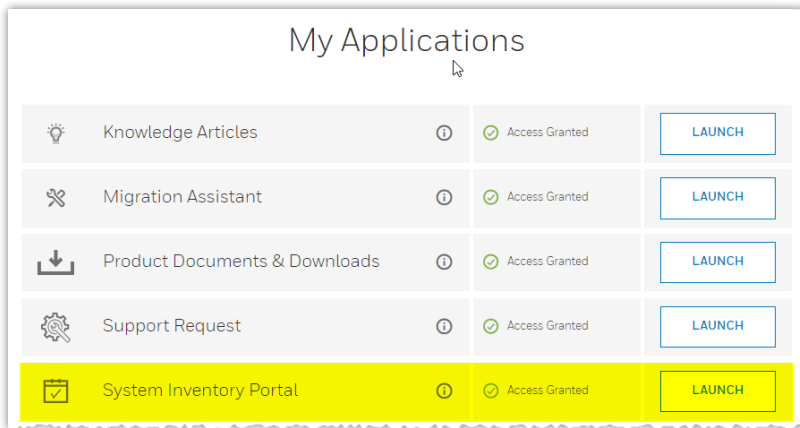 My Applications
Knowledge Articles Access Granted LAUNCH
Migration Assistant Access Granted LAUNCH
Product Documents & Downloads Access Granted LAUNCH
Support Request Access Granted LAUNCH
System Inventory Portal Access Granted LAUNCH